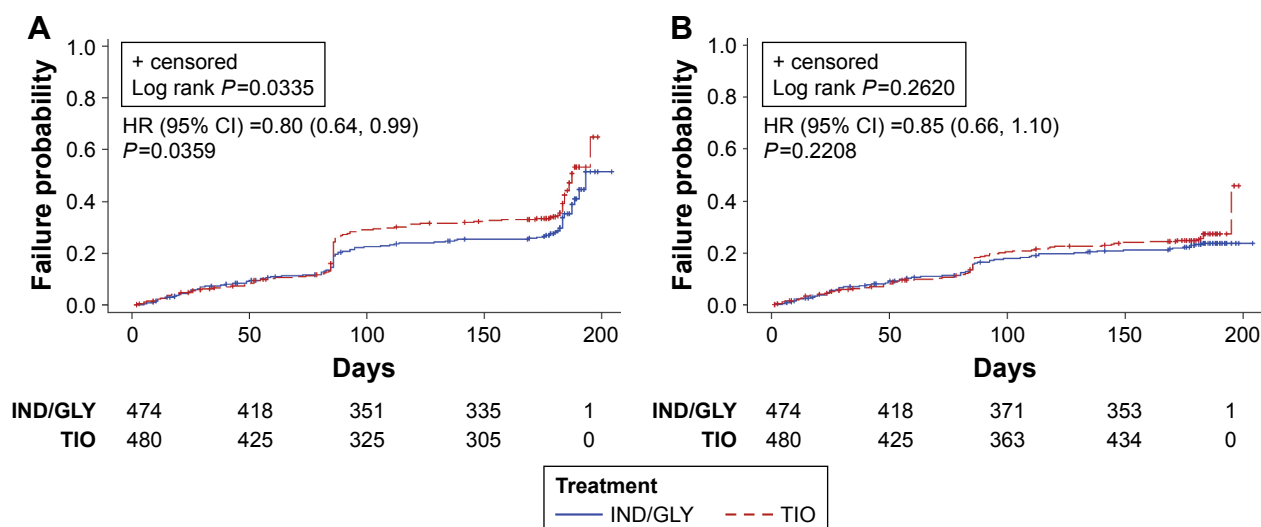 A
Failure probability
1.0
0.8
0.6
0.4
0.2
0.0
+ censored
Log rank P=0.0335
HR (95% CI) =0.80 (0.64, 0.99)
P=0.0359
0 50 100 150 200
Days
IND/GLY 474 418 351 335 1
TIO 480 425 325 305 0
B
Failure probability
1.0
0.8
0.6
0.4
0.2
0.0
+ censored
Log rank P=0.2620
HR (95% CI) =0.85 (0.66, 1.10)
P=0.2208
0 50 100 150 200
Days
IND/GLY 474 418 371 353 1
TIO 480 425 363 434 0
Treatment
IND/GLY TIO